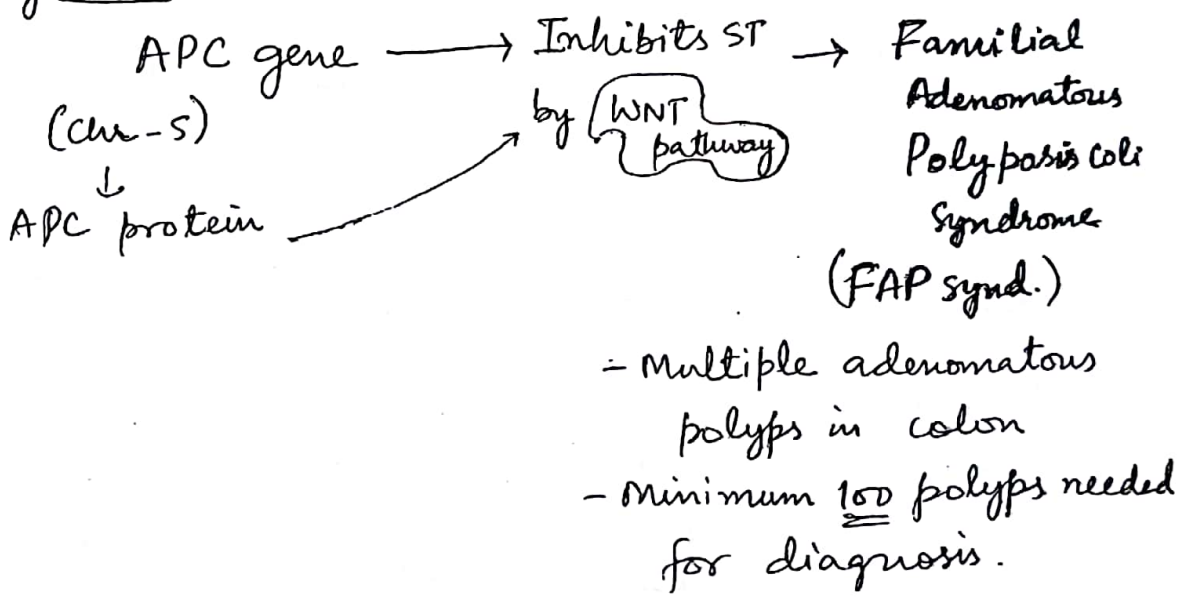 APC gene → Inhibits ST → Familial
(chr-5) by WNT Adenomatous
↓ pathway Polyposis coli
APC protein Syndrome
(FAP synd.)
- Multiple adenomatous
polyps in colon
- Minimum 100 polyps needed
for diagnosis.